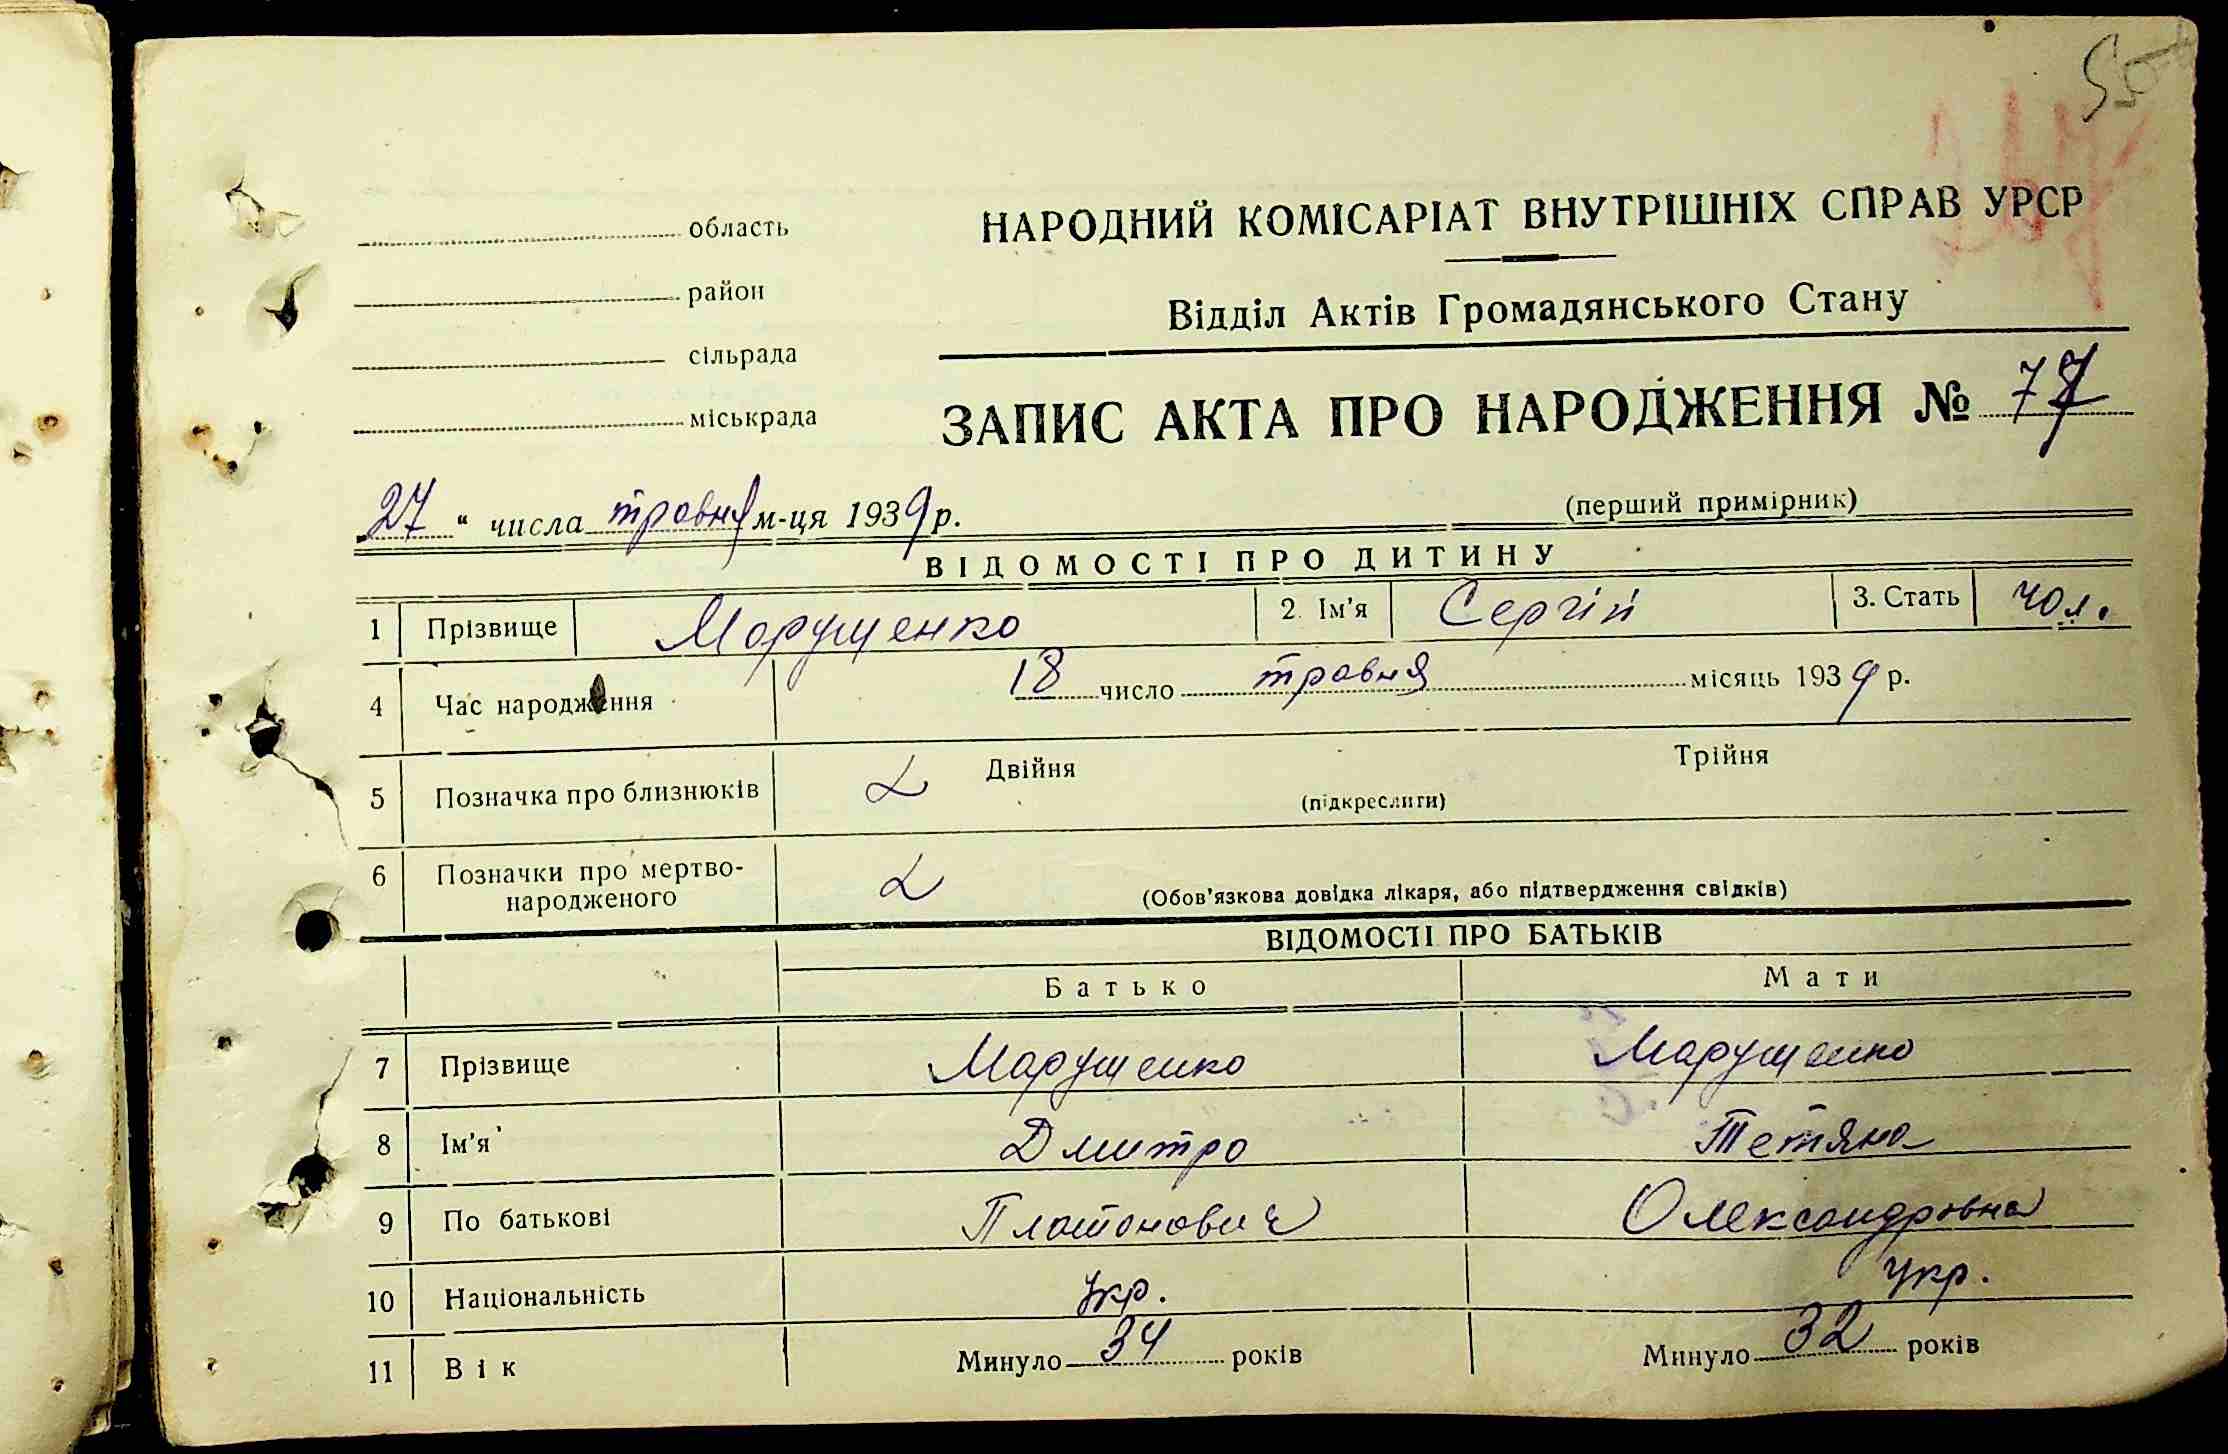 область
район
сільрада
міськрада
НАРОДНИЙ КОМІСАРІАТ ВНУТРІШНІХ СПРАВ УРСР
Відділ Актів Громадянського Стану
ЗАПИС АКТА ПРО НАРОДЖЕННЯ № 77
27 " числа травня м-ця 1939 р.
(перший примірник)
ВІДОМОСТІ ПРО ДИТИНУ
1 Прізвище Марущенко 2. Ім'я Сергій 3. Стать чол.
4 Час народження 18 число травня місяць 1939 р.
5 Позначка про близнюків Двійня Трійня
(підкреслити)
6 Позначки про мертво-
народженого (Обов'язкова довідка лікаря, або підтвердження свідків)
ВІДОМОСТІ ПРО БАТЬКІВ
Батько Мати
7 Прізвище Марущенко Марущенко
8 Ім'я Дмитро Тетяна
9 По батькові Платонович Олександровна
10 Національність Укр. Укр.
11 Вік Минуло 34 років Минуло 32 років